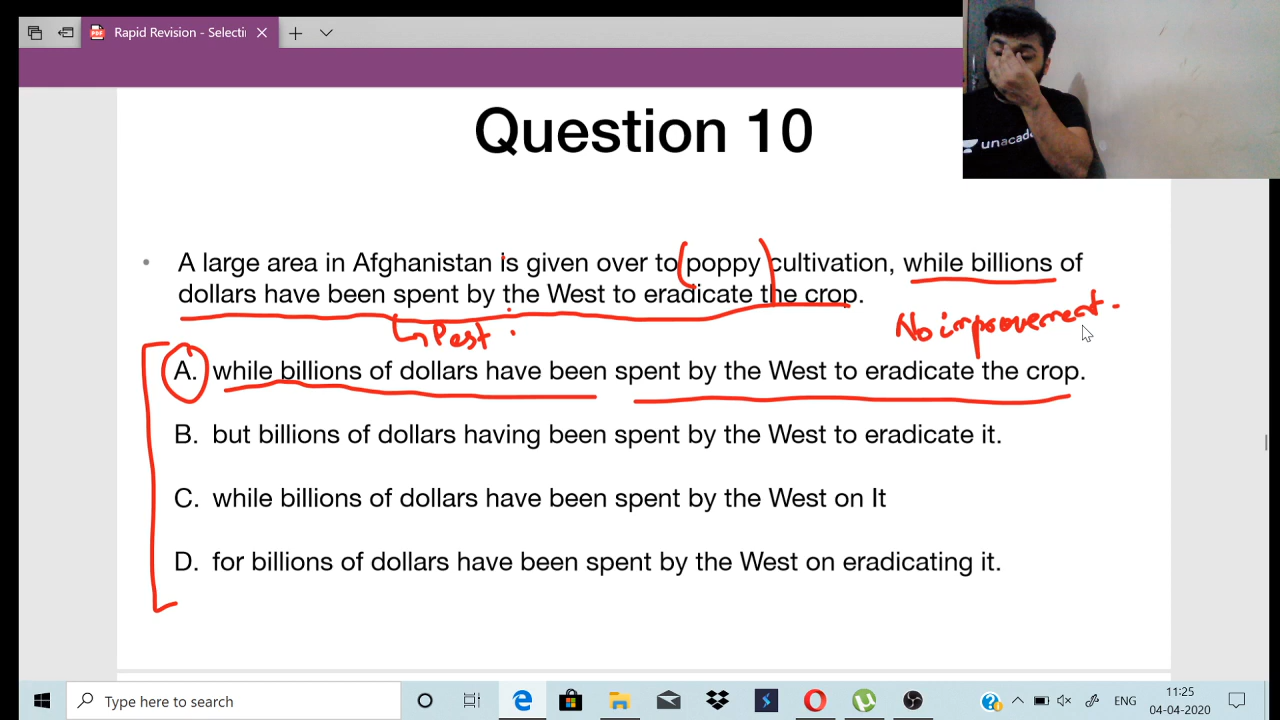 Rapid Revision - Selecti
unacade
Question 10
• A large area in Afghanistan is given over to poppy cultivation, while billions of
dollars have been spent by the West to eradicate the crop.
No improvement.
Past
A. while billions of dollars have been spent by the West to eradicate the crop.
B. but billions of dollars having been spent by the West to eradicate it.
C. while billions of dollars have been spent by the West on It
D. for billions of dollars have been spent by the West on eradicating it.
Type here to search
ENG
11:25
04-04-2020